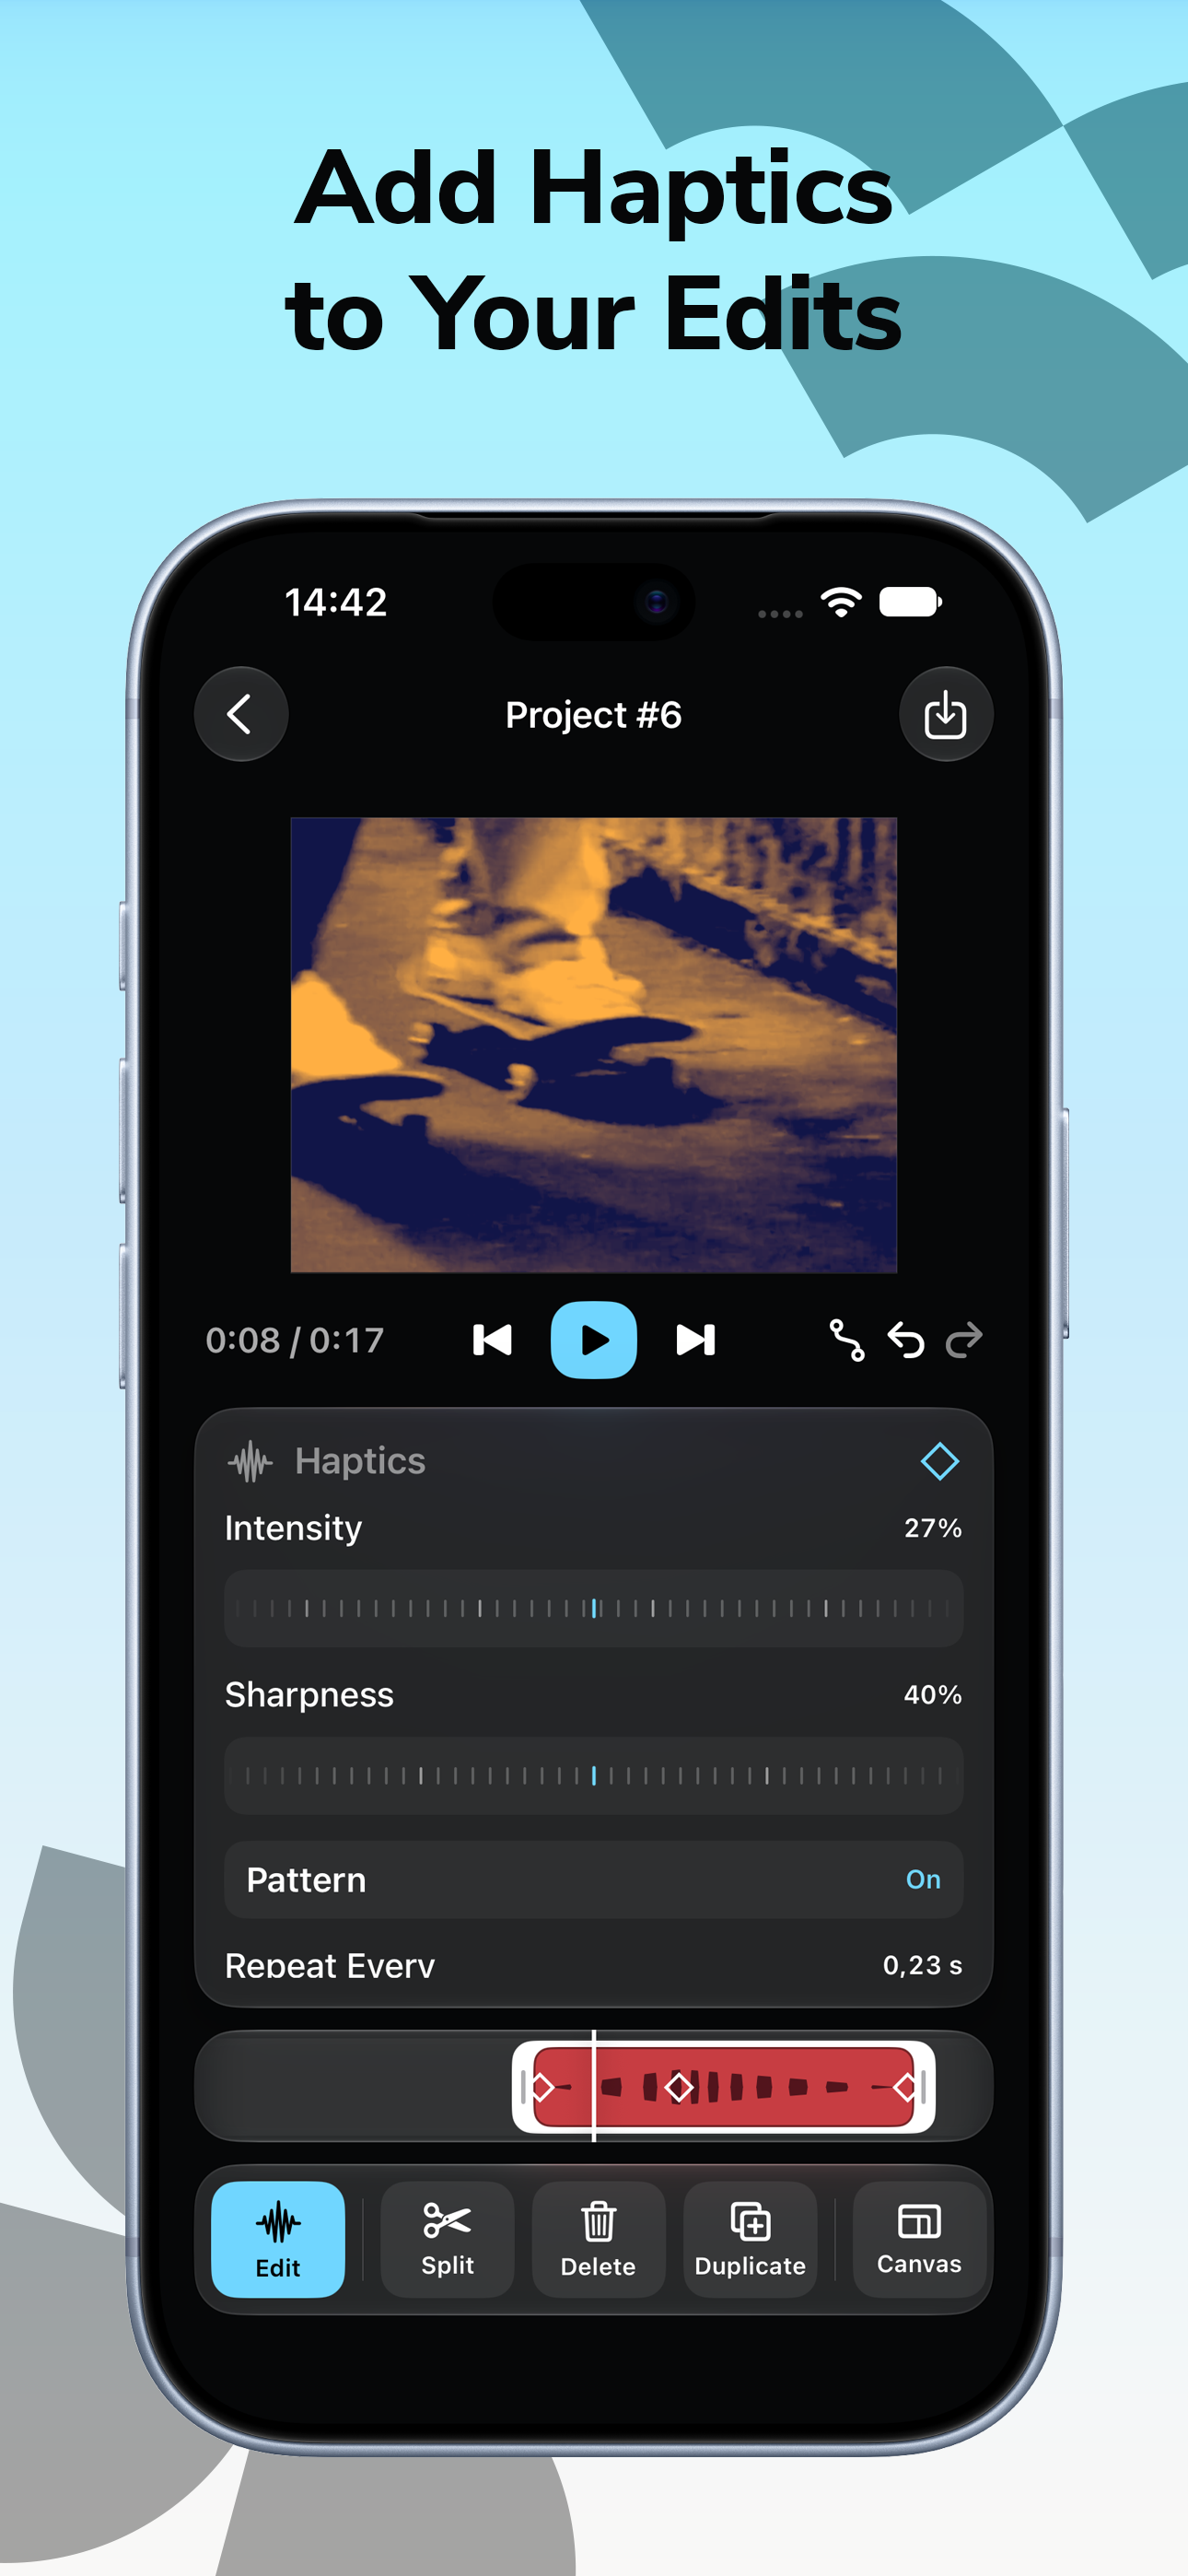 Add Haptics
to Your Edits
14:42
Project #6
0:08 / 0:17
Haptics
Intensity 27%
Sharpness 40%
Pattern On
Repeat Every 0,23 s
Edit Split Delete Duplicate Canvas